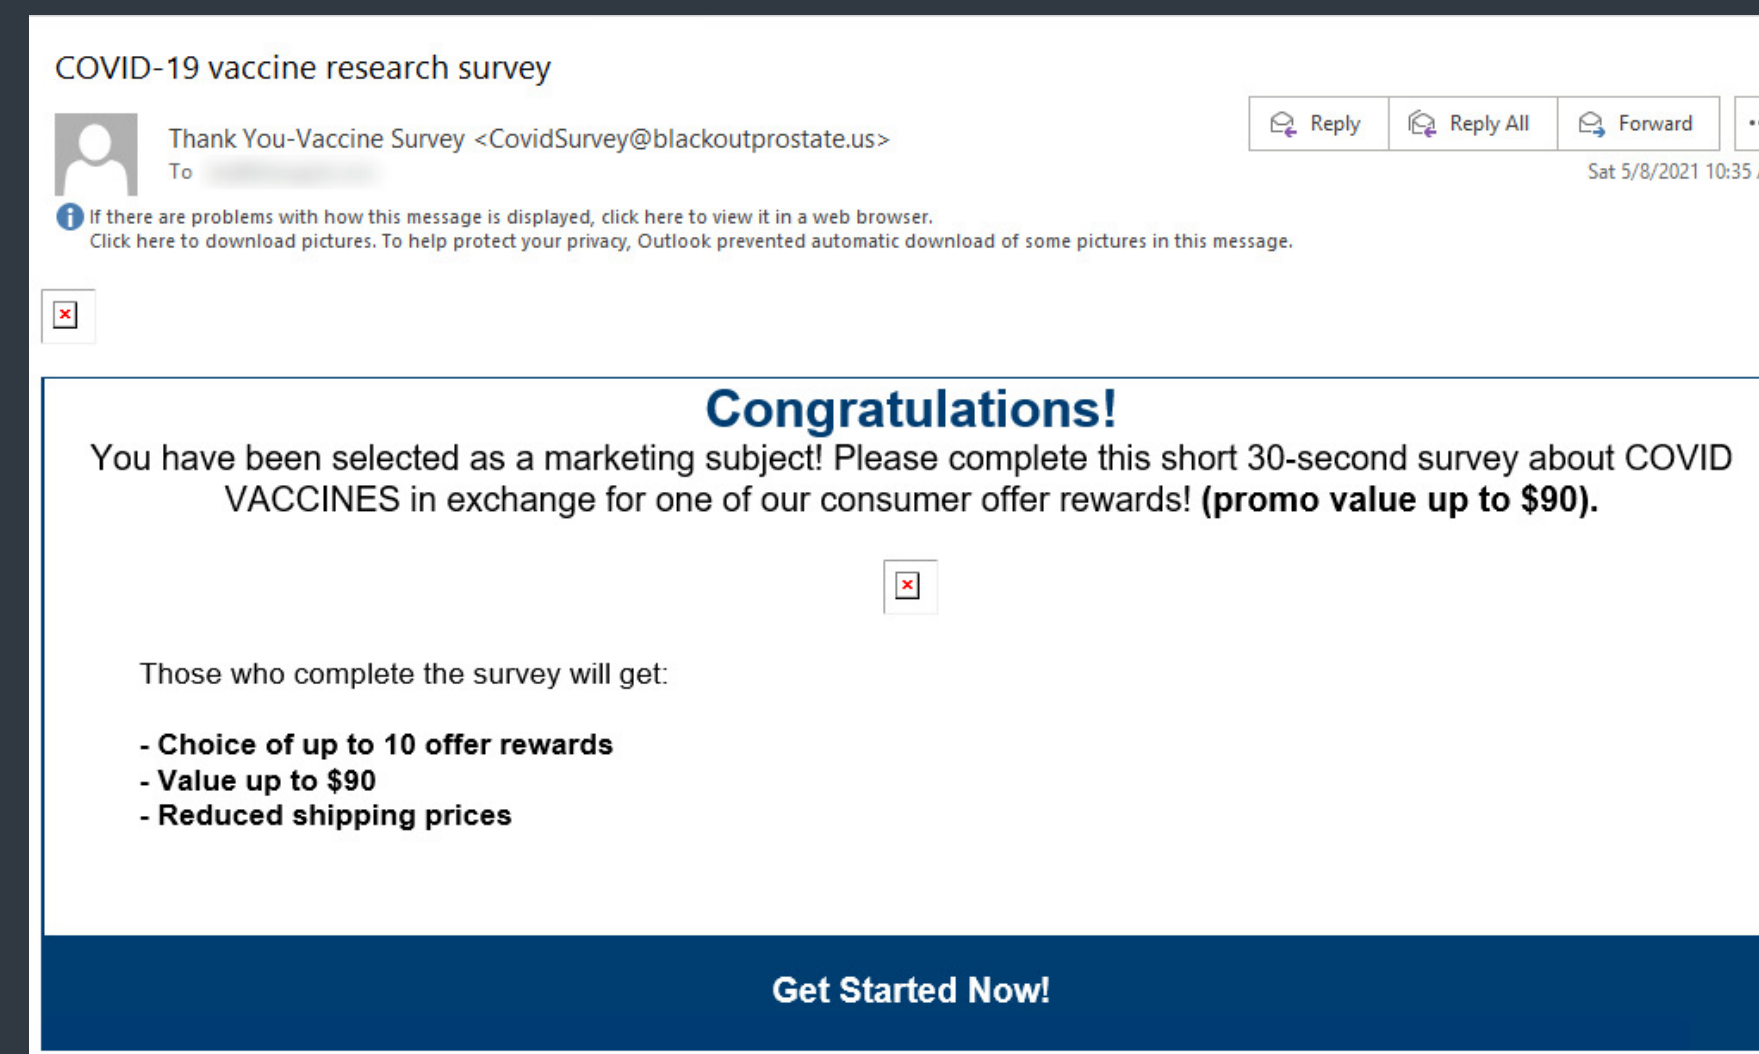 COVID-19 vaccine research survey
Reply
Reply All
Forward
Thank You-Vaccine Survey <CovidSurvey@blackoutprostate.us>
To
Sat 5/8/2021 10:35
If there are problems with how this message is displayed, click here to view it in a web browser.
Click here to download pictures. To help protect your privacy, Outlook prevented automatic download of some pictures in this message.
Congratulations!
You have been selected as a marketing subject! Please complete this short 30-second survey about COVID
VACCINES in exchange for one of our consumer offer rewards! (promo value up to $90).
Those who complete the survey will get:
- Choice of up to 10 offer rewards
- Value up to $90
- Reduced shipping prices
Get Started Now!